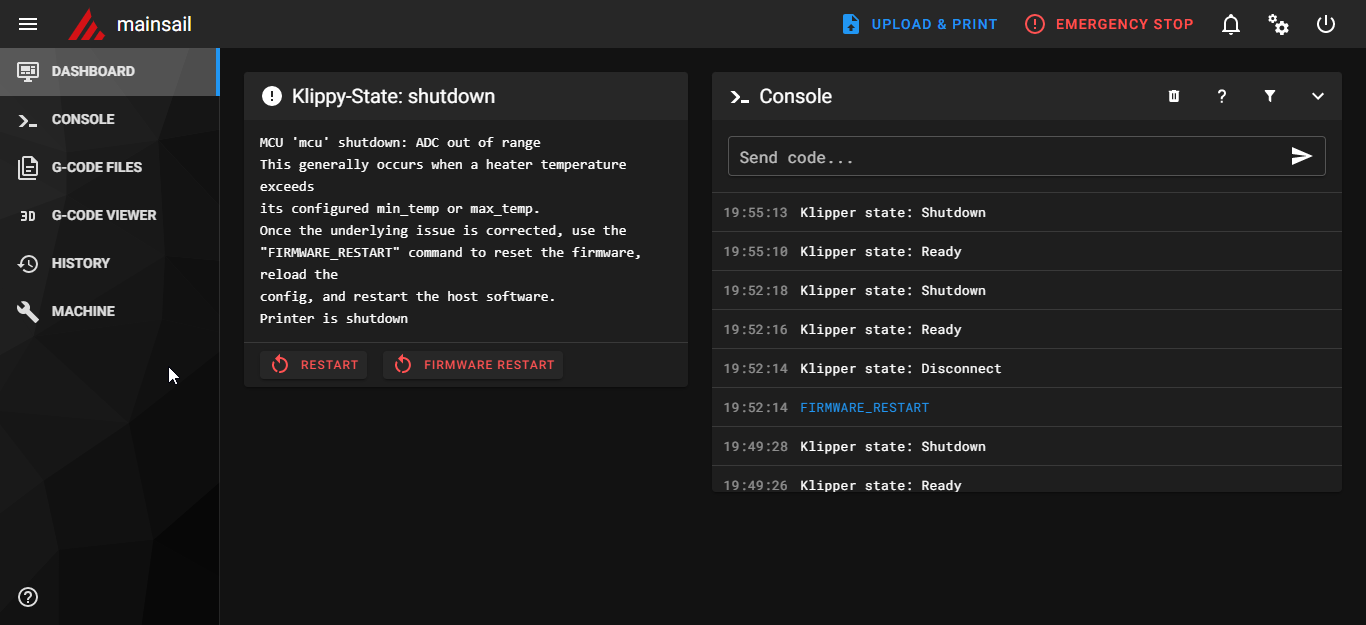 mainsail
UPLOAD & PRINT
EMERGENCY STOP
DASHBOARD
CONSOLE
G-CODE FILES
3D G-CODE VIEWER
HISTORY
MACHINE
Klippy-State: shutdown
MCU 'mcu' shutdown: ADC out of range
This generally occurs when a heater temperature
exceeds
its configured min_temp or max_temp.
Once the underlying issue is corrected, use the
"FIRMWARE_RESTART" command to reset the firmware,
reload the
config, and restart the host software.
Printer is shutdown
RESTART
FIRMWARE RESTART
Console
Send code...
19:55:13 Klipper state: Shutdown
19:55:10 Klipper state: Ready
19:52:18 Klipper state: Shutdown
19:52:16 Klipper state: Ready
19:52:14 Klipper state: Disconnect
19:52:14 FIRMWARE_RESTART
19:49:28 Klipper state: Shutdown
19:49:26 Klipper state: Ready